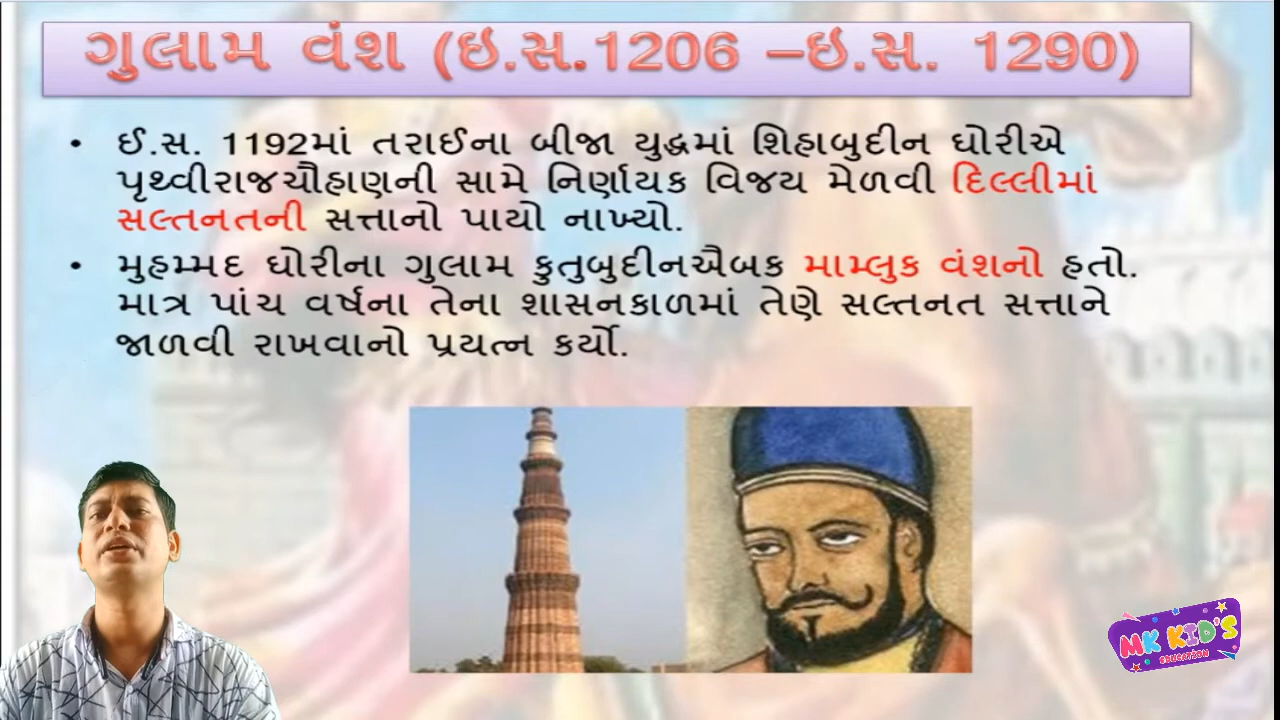 ગુલામ વંશ (ઇ.સ.1206 –ઇ.સ. 1290)
• ઈ.સ. 1192માં તરાઈના બીજા યુદ્ધમાં શિહાબુદીન ઘોરીએ
પૃથ્વીરાજચૌહાણની સામે નિર્ણાયક વિજય મેળવી દિલ્લીમાં
સલ્તનતની સત્તાનો પાયો નાખ્યો.
• મુહમ્મદ ઘોરીના ગુલામ કુતુબુદીનઐબક મામ્લુક વંશનો હતો.
માત્ર પાંચ વર્ષના તેના શાસનકાળમાં તેણે સલ્તનત સત્તાને
જાળવી રાખવાનો પ્રયત્ન કર્યો.
MK KID'S
EDUCATION